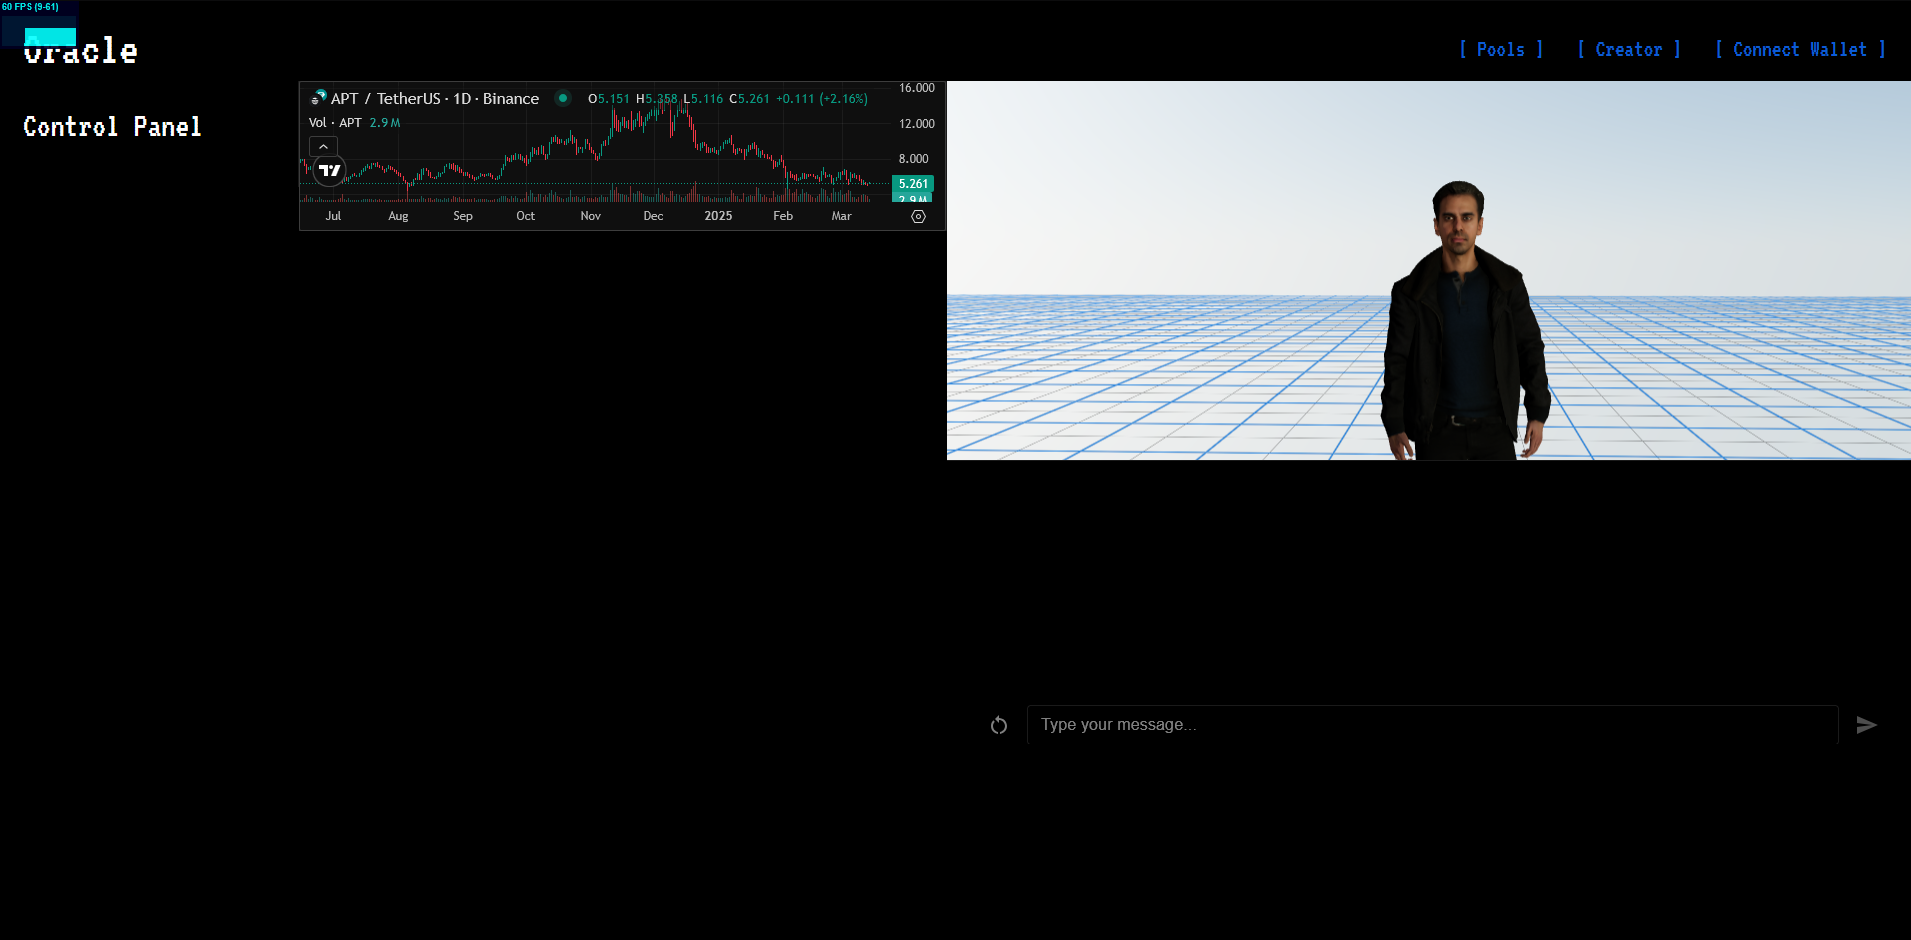 60 FPS (9-61)
Oracle
[ Pools ] [ Creator ] [ Connect Wallet ]
Control Panel
APT / TetherUS · 1D · Binance O5.151 H5.358 L5.116 C5.261 +0.111 (+2.16%)
Vol · APT 2.9 M
16.000
12.000
8.000
5.261
2.9 M
Jul Aug Sep Oct Nov Dec 2025 Feb Mar
Type your message...